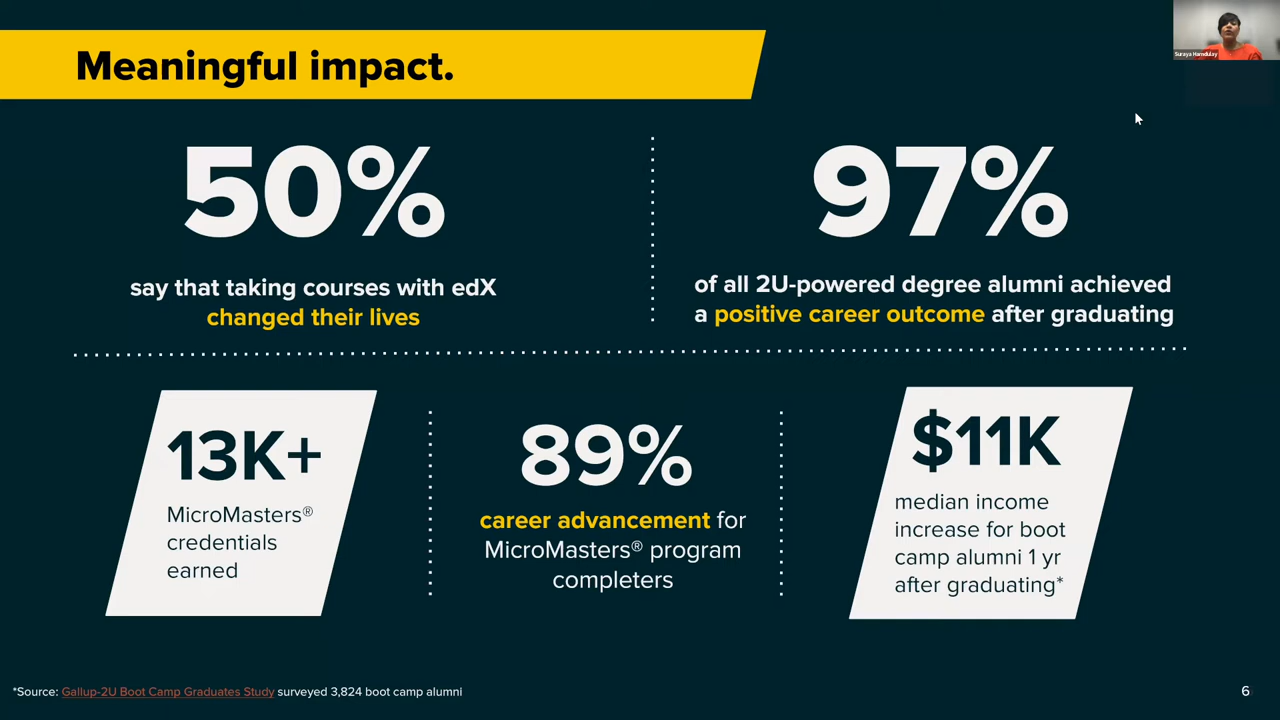 Meaningful impact.
Suraya Hamdulay
50%
say that taking courses with edX
changed their lives
97%
of all 2U-powered degree alumni achieved
a positive career outcome after graduating
13K+
MicroMasters®
credentials
earned
89%
career advancement for
MicroMasters® program
completers
$11K
median income
increase for boot
camp alumni 1 yr
after graduating*
*Source: Gallup-2U Boot Camp Graduates Study surveyed 3,824 boot camp alumni
6